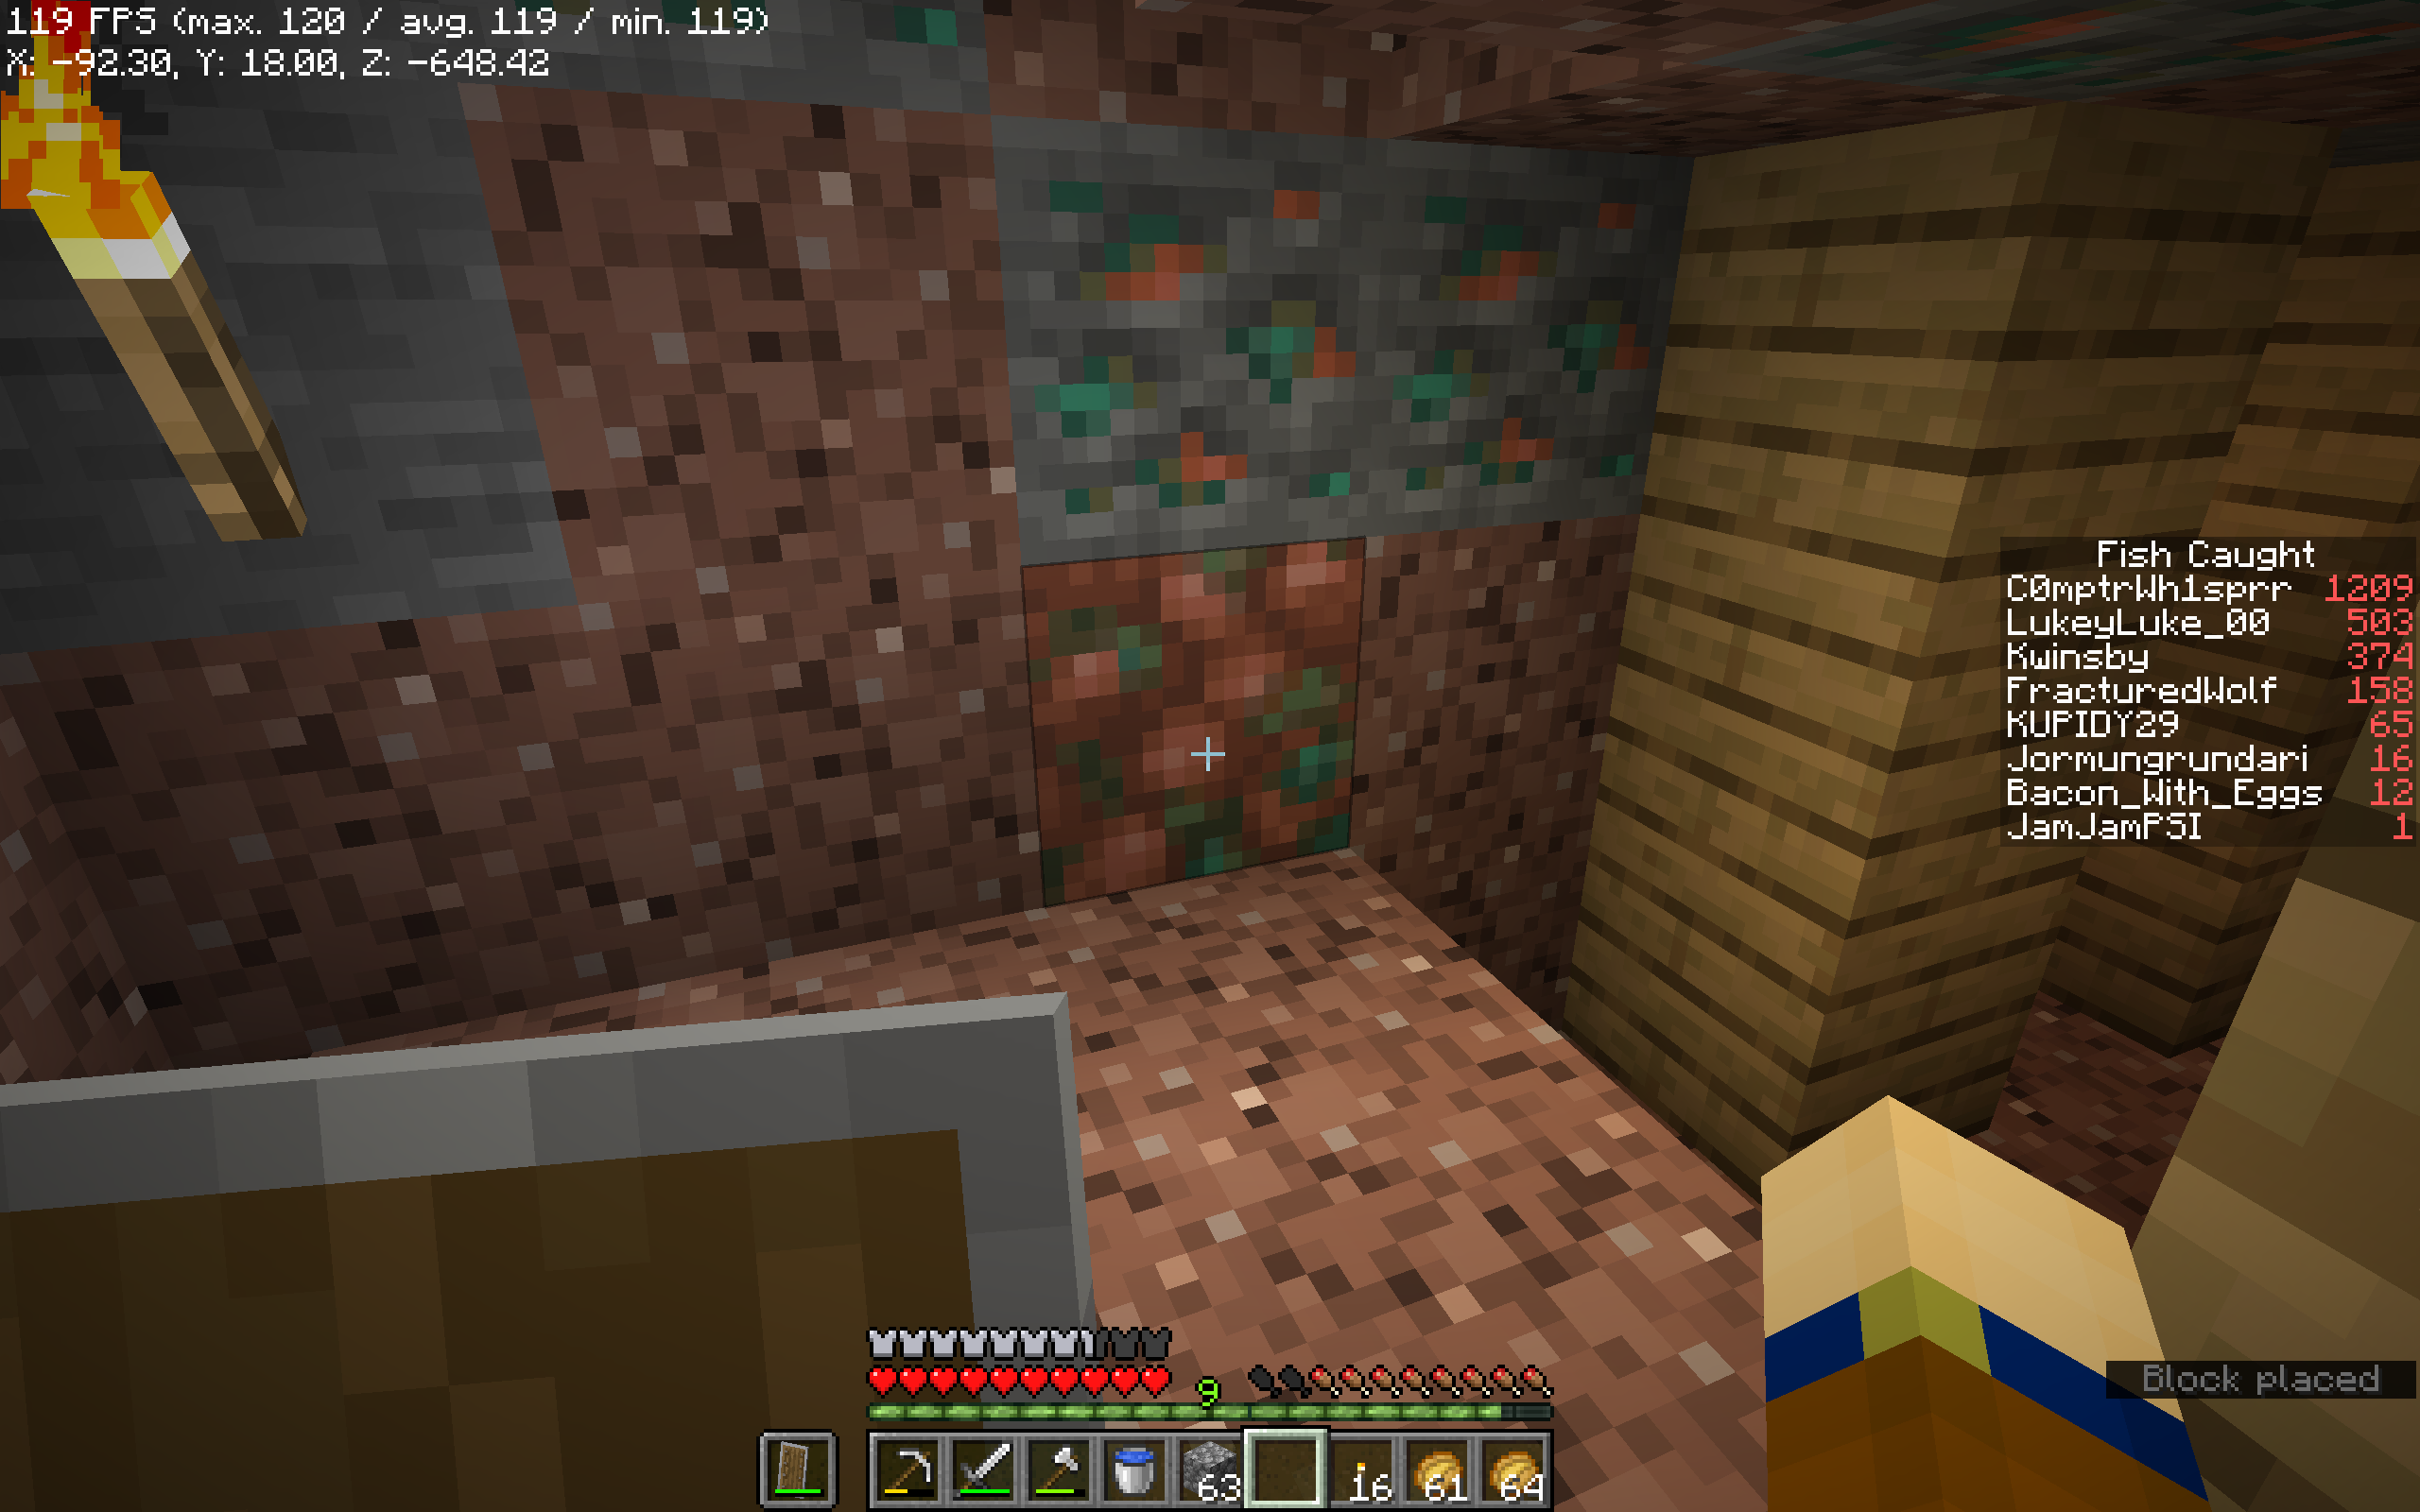 119 FPS (max. 120 / avg. 119 / min. 119)
X: -92.30, Y: 18.00, Z: -648.42
Fish Caught
C0mptrWh1sprr 1209
LukeyLuke_00 503
Kwinsby 374
FracturedWolf 158
KUPIDY29 65
Jormungrundari 16
Bacon_With_Eggs 12
JamJamPSI 1
Block placed
9
63 16 61 64